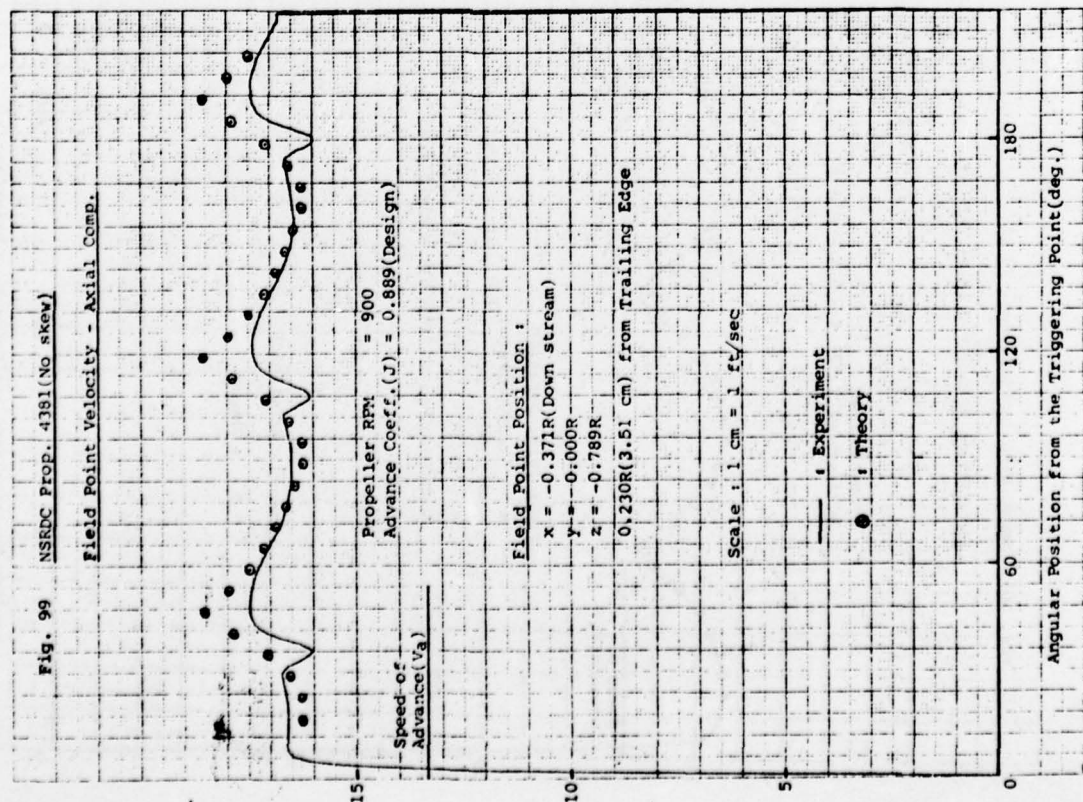 Fig. 99 NSRDC Prop. 4381(No skew)
Field Point Velocity - Axial Comp.
Propeller RPM = 900
Advance Coeff.(J) = 0.889(Design)
Speed of
Advance(Va)
Field Point Position :
x = -0.371R(Down stream)
y = -0.000R
z = -0.789R
0.230R(3.51 cm) from Trailing Edge
Scale : 1 cm = 1 ft/sec
: Experiment
: Theory
15
10
5
0
0
60
120
180
Angular Position from the Triggering Point(deg.)